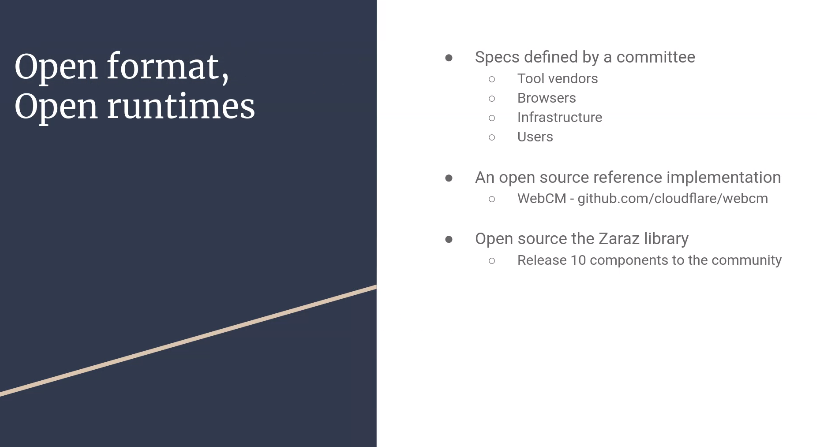 Open format,
Open runtimes
● Specs defined by a committee
○ Tool vendors
○ Browsers
○ Infrastructure
○ Users
● An open source reference implementation
○ WebCM - github.com/cloudflare/webcm
● Open source the Zaraz library
○ Release 10 components to the community